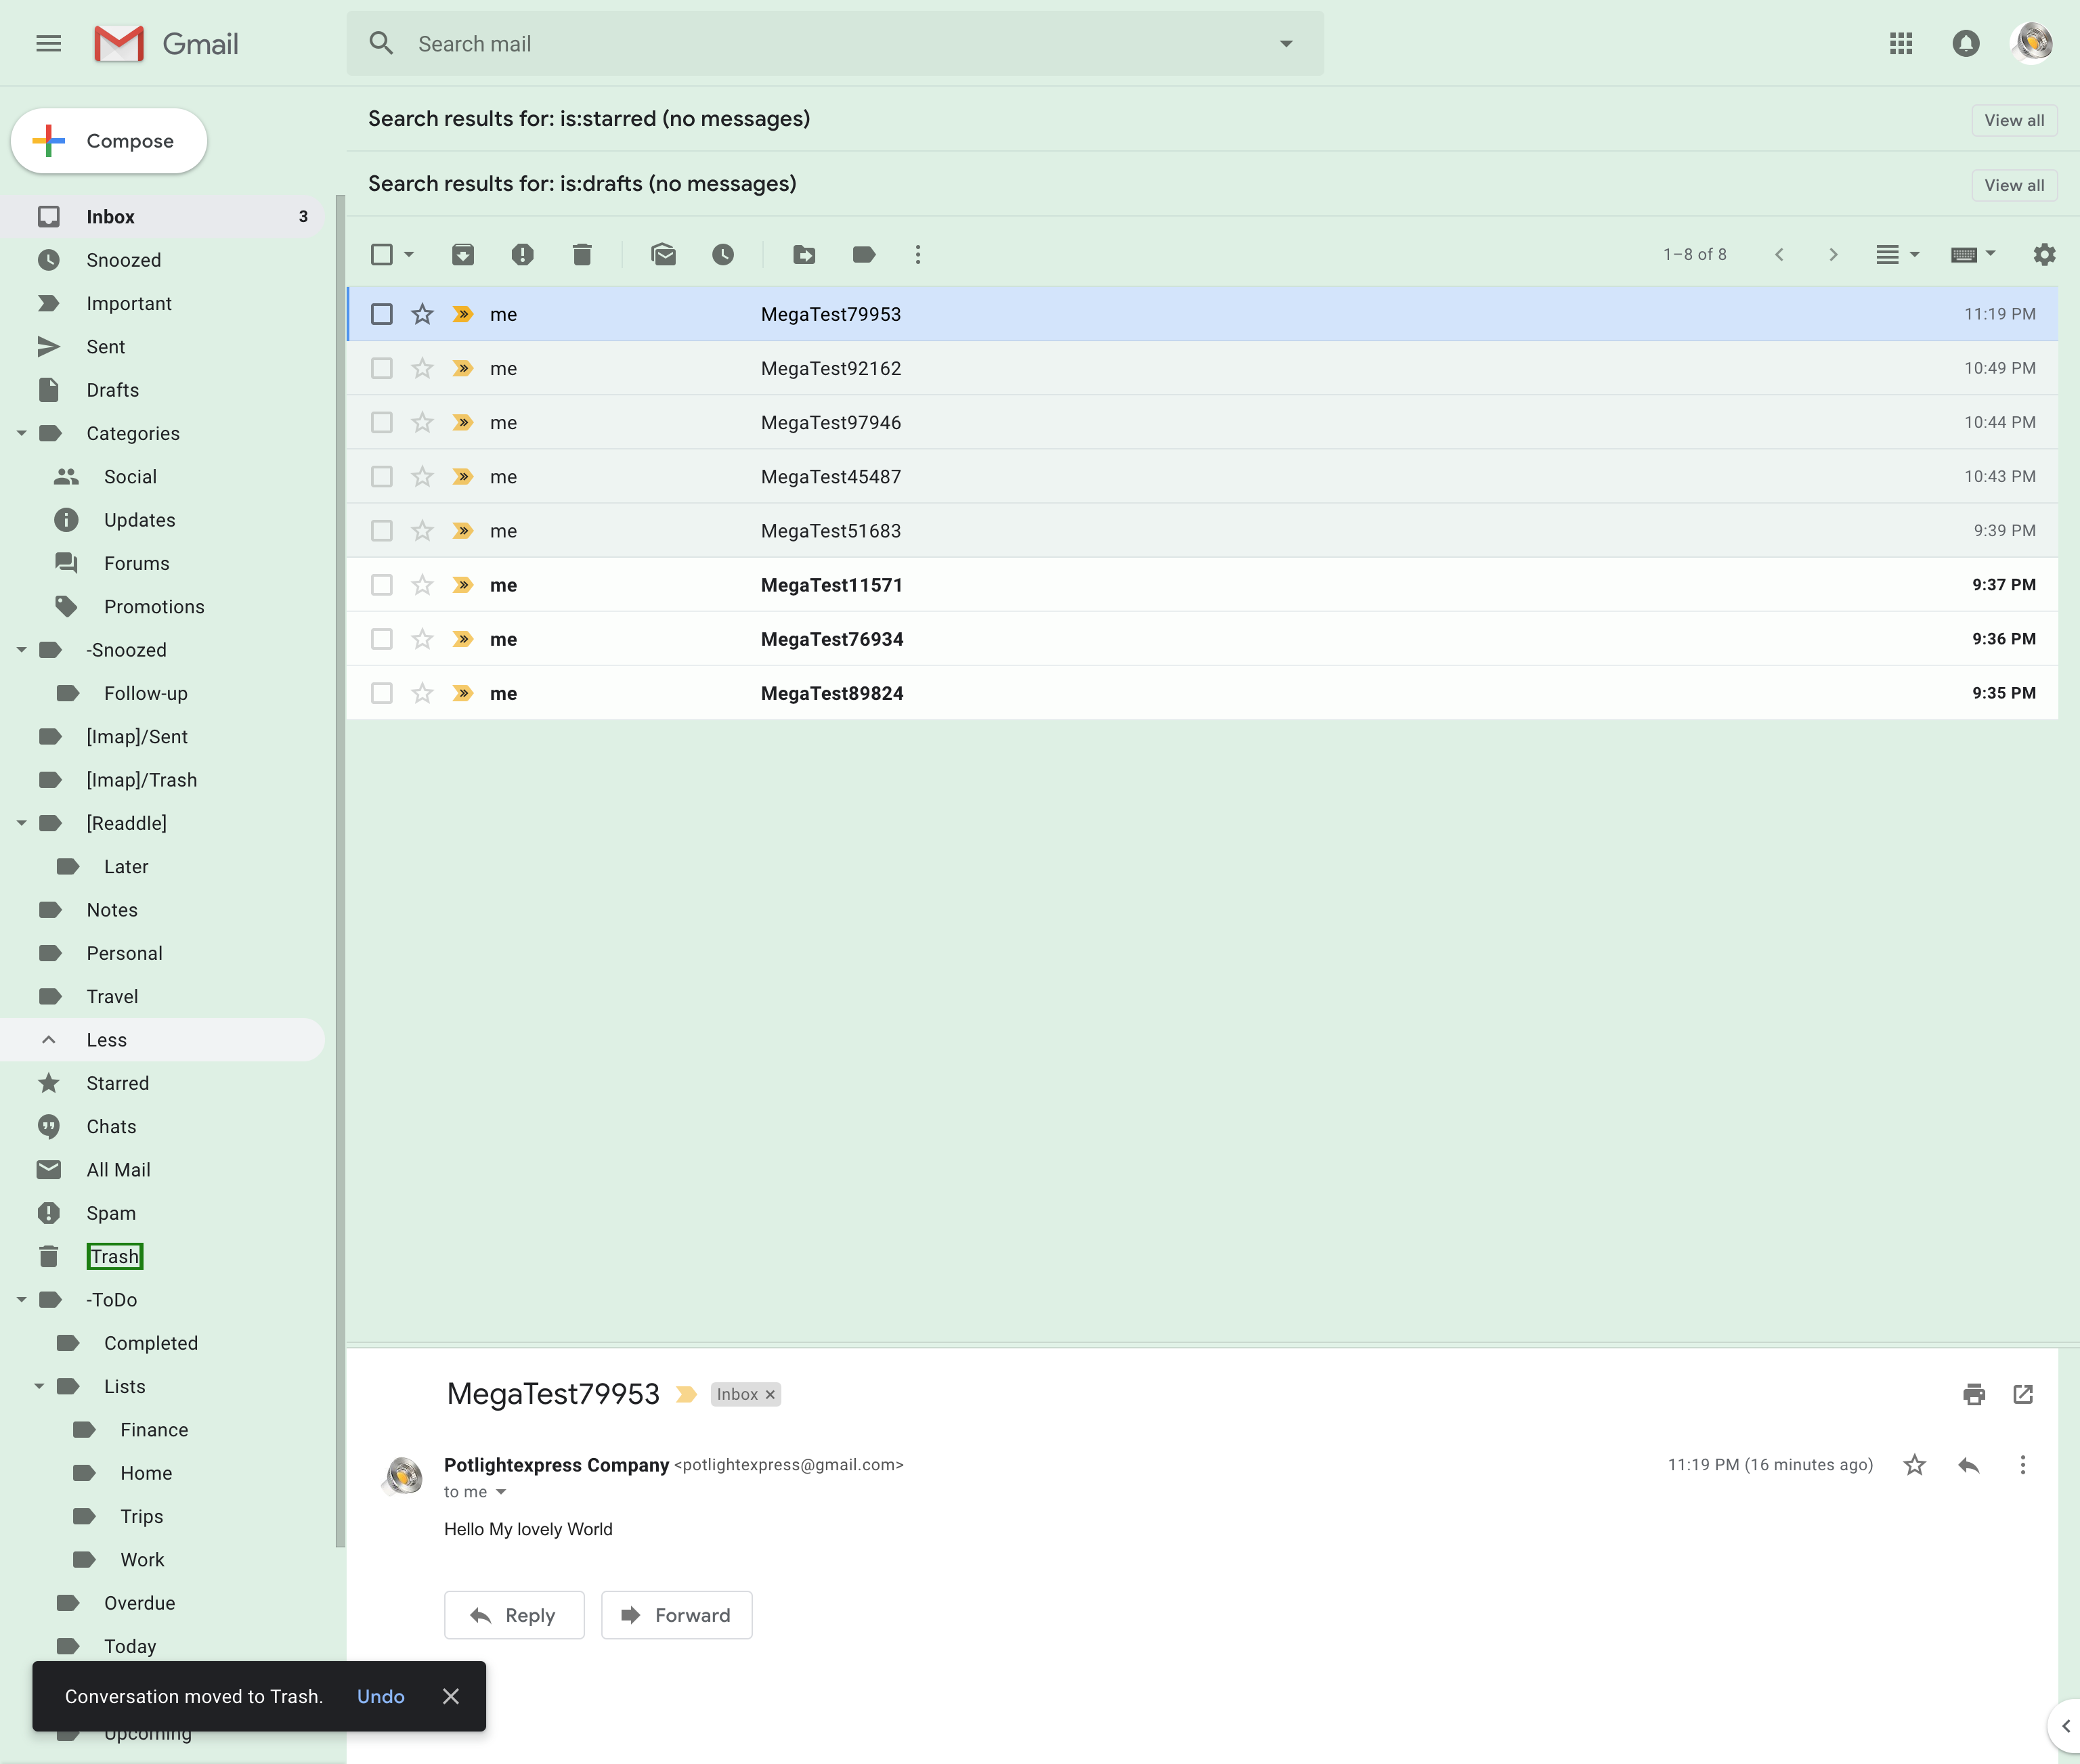 Gmail
Search mail
Compose
Inbox 3
Snoozed
Important
Sent
Drafts
Categories
Social
Updates
Forums
Promotions
-Snoozed
Follow-up
[Imap]/Sent
[Imap]/Trash
[Readdle]
Later
Notes
Personal
Travel
Less
Starred
Chats
All Mail
Spam
Trash
-ToDo
Completed
Lists
Finance
Home
Trips
Work
Overdue
Today
Upcoming
Conversation moved to Trash. Undo
Search results for: is:starred (no messages) View all
Search results for: is:drafts (no messages) View all
1–8 of 8
me MegaTest79953 11:19 PM
me MegaTest92162 10:49 PM
me MegaTest97946 10:44 PM
me MegaTest45487 10:43 PM
me MegaTest51683 9:39 PM
me MegaTest11571 9:37 PM
me MegaTest76934 9:36 PM
me MegaTest89824 9:35 PM
MegaTest79953 Inbox x
Potlightexpress Company <potlightexpress@gmail.com> 11:19 PM (16 minutes ago)
to me
Hello My lovely World
Reply Forward